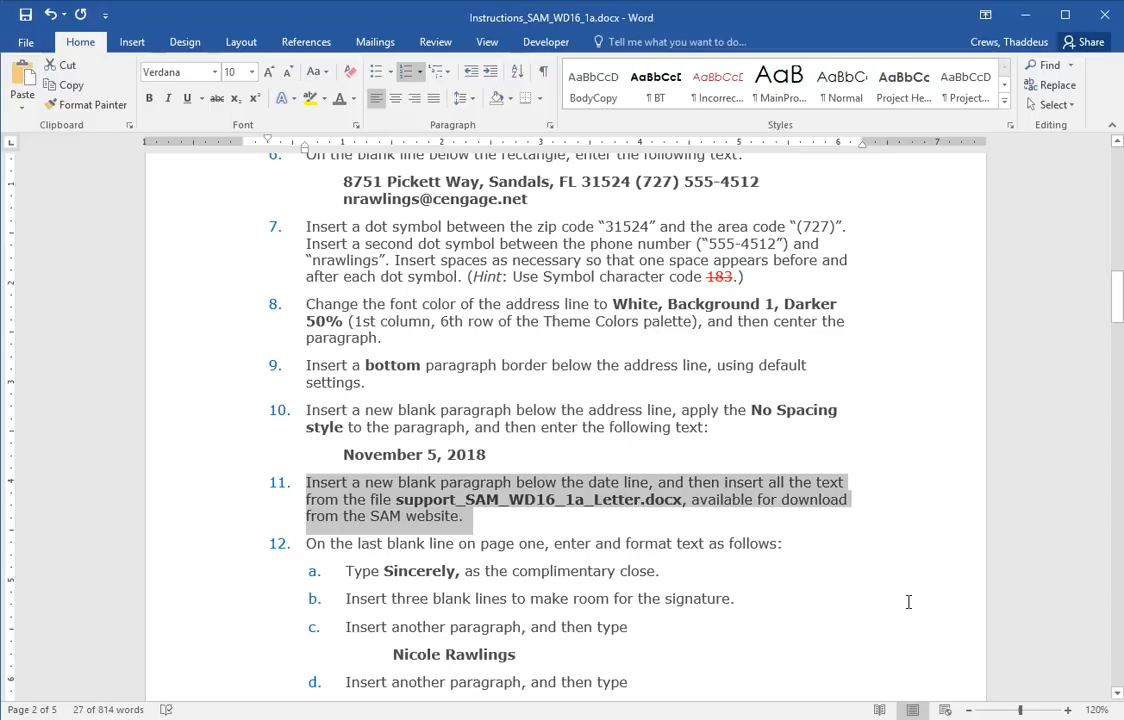 Instructions_SAM_WD16_1a.docx - Word
File Home Insert Design Layout References Mailings Review View Developer Tell me what you want to do... Crews, Thaddeus Share
Paste
Cut
Copy
Format Painter
Clipboard
Verdana 10
Font
Paragraph
AaBbCcD AaBbCcE AaBbCcD AaB AaBbC AaBbCc AaBbCcD
BodyCopy ¶ BT ¶ Incorrec... ¶ MainPro... ¶ Normal Project He... ¶ Project...
Styles
Find
Replace
Select
Editing
1 1 2 3 4 5 6 7
6. On the blank line below the rectangle, enter the following text:
8751 Pickett Way, Sandals, FL 31524 (727) 555-4512
nrawlings@cengage.net
7. Insert a dot symbol between the zip code “31524” and the area code “(727)”.
Insert a second dot symbol between the phone number (“555-4512”) and
“nrawlings”. Insert spaces as necessary so that one space appears before and
after each dot symbol. (Hint: Use Symbol character code 183.)
8. Change the font color of the address line to White, Background 1, Darker
50% (1st column, 6th row of the Theme Colors palette), and then center the
paragraph.
9. Insert a bottom paragraph border below the address line, using default
settings.
10. Insert a new blank paragraph below the address line, apply the No Spacing
style to the paragraph, and then enter the following text:
November 5, 2018
11. Insert a new blank paragraph below the date line, and then insert all the text
from the file support_SAM_WD16_1a_Letter.docx, available for download
from the SAM website.
12. On the last blank line on page one, enter and format text as follows:
a. Type Sincerely, as the complimentary close.
b. Insert three blank lines to make room for the signature.
c. Insert another paragraph, and then type
Nicole Rawlings
d. Insert another paragraph, and then type
Page 2 of 5 27 of 814 words 120%